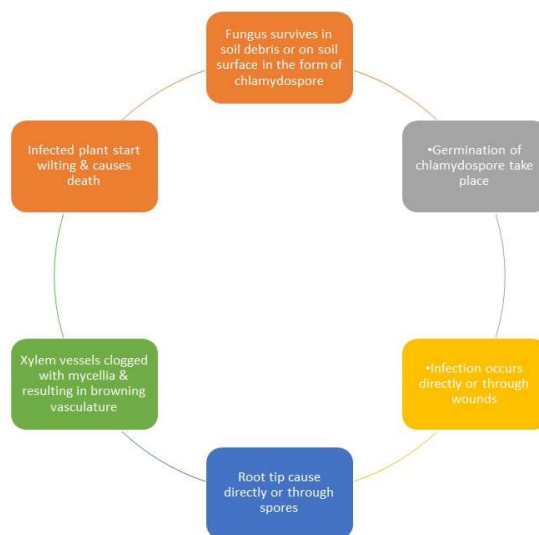 Fungus survives in
soil debris or on soil
surface in the form of
chlamydospore
•Germination of
chlamydospore take
place
•Infection occurs
directly or through
wounds
Root tip cause
directly or through
spores
Xylem vessels clogged
with mycellia &
resulting in browning
vasculature
Infected plant start
wilting & causes
death